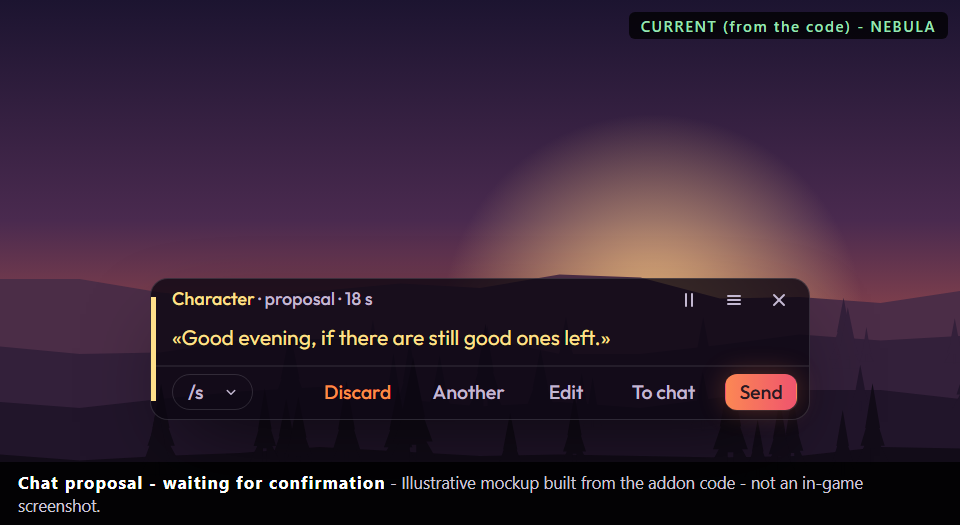 CURRENT (from the code) - NEBULA
Character · proposal · 18 s
«Good evening, if there are still good ones left.»
/s Discard Another Edit To chat Send
Chat proposal - waiting for confirmation - Illustrative mockup built from the addon code - not an in-game
screenshot.